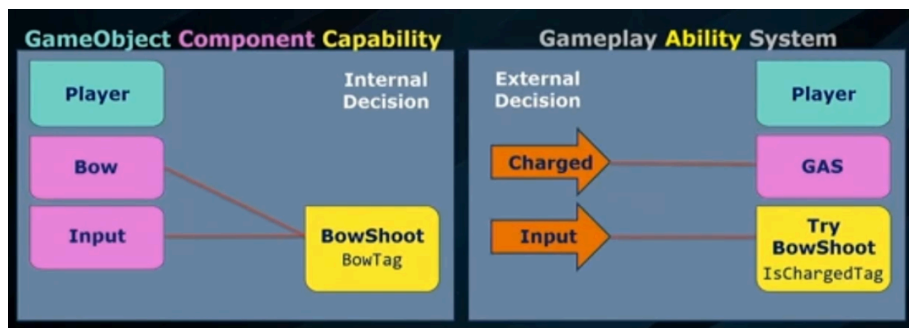 GameObject Component Capability
Player
Internal
Decision
Bow
Input
BowShoot
BowTag
Gameplay Ability System
External
Decision
Player
Charged
GAS
Input
Try
BowShoot
IsChargedTag